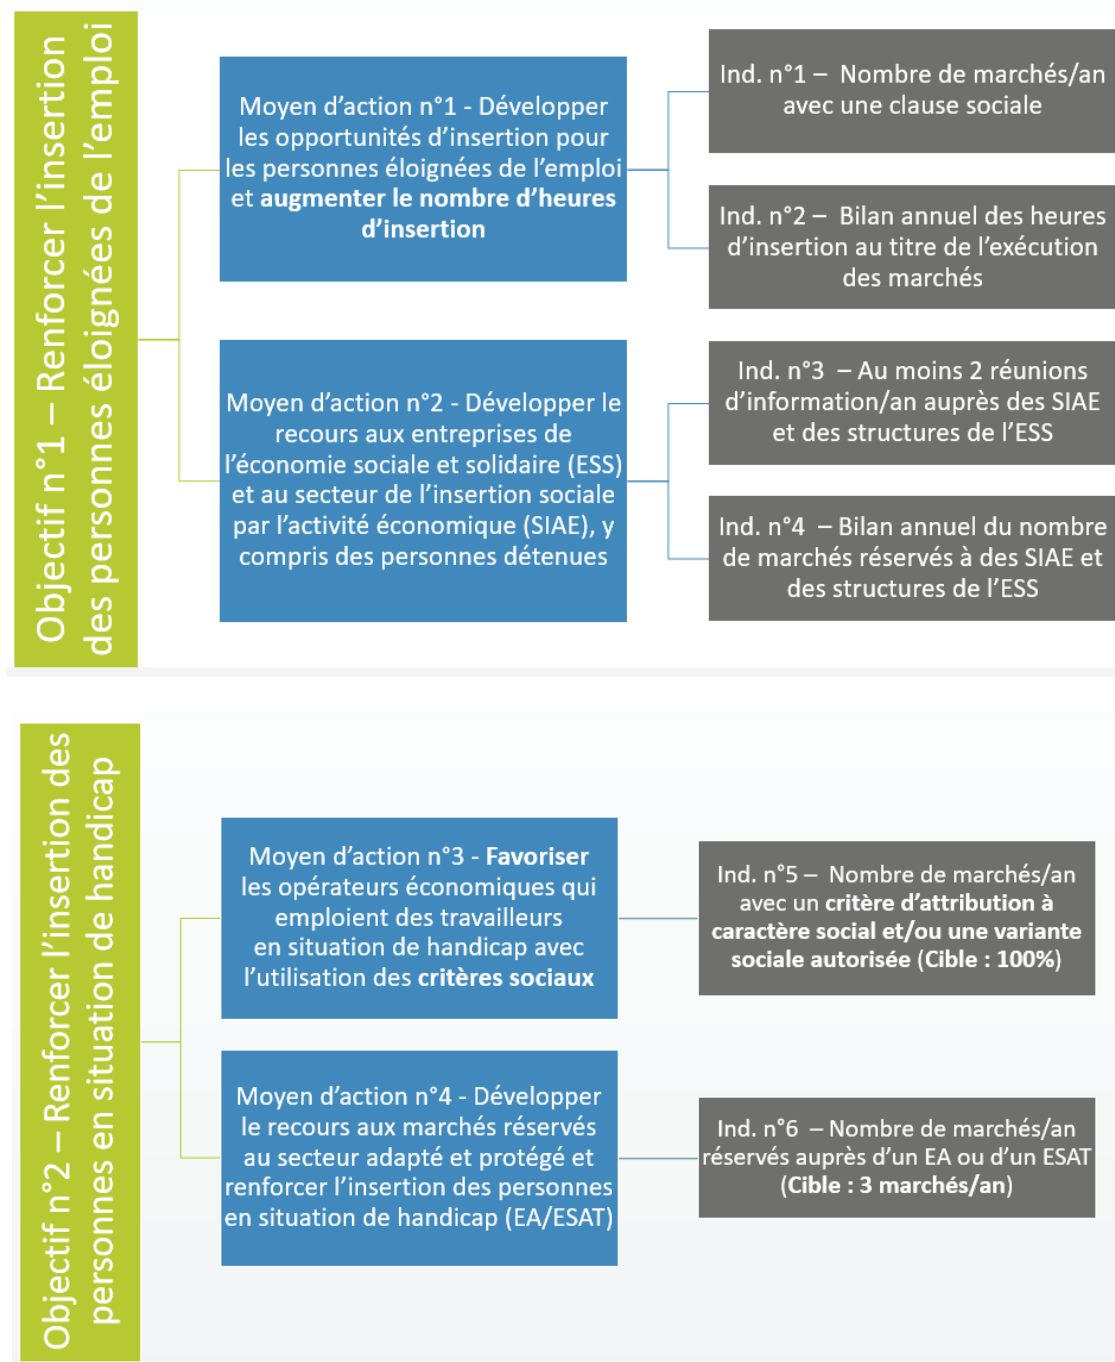 Objectif n°1 – Renforcer l’insertion
des personnes éloignées de l’emploi
Moyen d’action n°1 - Développer
les opportunités d’insertion pour
les personnes éloignées de l’emploi
et augmenter le nombre d’heures
d’insertion
Ind. n°1 – Nombre de marchés/an
avec une clause sociale
Ind. n°2 – Bilan annuel des heures
d’insertion au titre de l’exécution
des marchés
Moyen d’action n°2 - Développer le
recours aux entreprises de
l’économie sociale et solidaire (ESS)
et au secteur de l’insertion sociale
par l’activité économique (SIAE), y
compris des personnes détenues
Ind. n°3 – Au moins 2 réunions
d’information/an auprès des SIAE
et des structures de l’ESS
Ind. n°4 – Bilan annuel du nombre
de marchés réservés à des SIAE et
des structures de l’ESS
Objectif n°2 – Renforcer l’insertion des
personnes en situation de handicap
Moyen d’action n°3 - Favoriser
les opérateurs économiques qui
emploient des travailleurs
en situation de handicap avec
l’utilisation des critères sociaux
Ind. n°5 – Nombre de marchés/an
avec un critère d’attribution à
caractère social et/ou une variante
sociale autorisée (Cible : 100%)
Moyen d’action n°4 - Développer
le recours aux marchés réservés
au secteur adapté et protégé et
renforcer l’insertion des personnes
en situation de handicap (EA/ESAT)
Ind. n°6 – Nombre de marchés/an
réservés auprès d’un EA ou d’un ESAT
(Cible : 3 marchés/an)